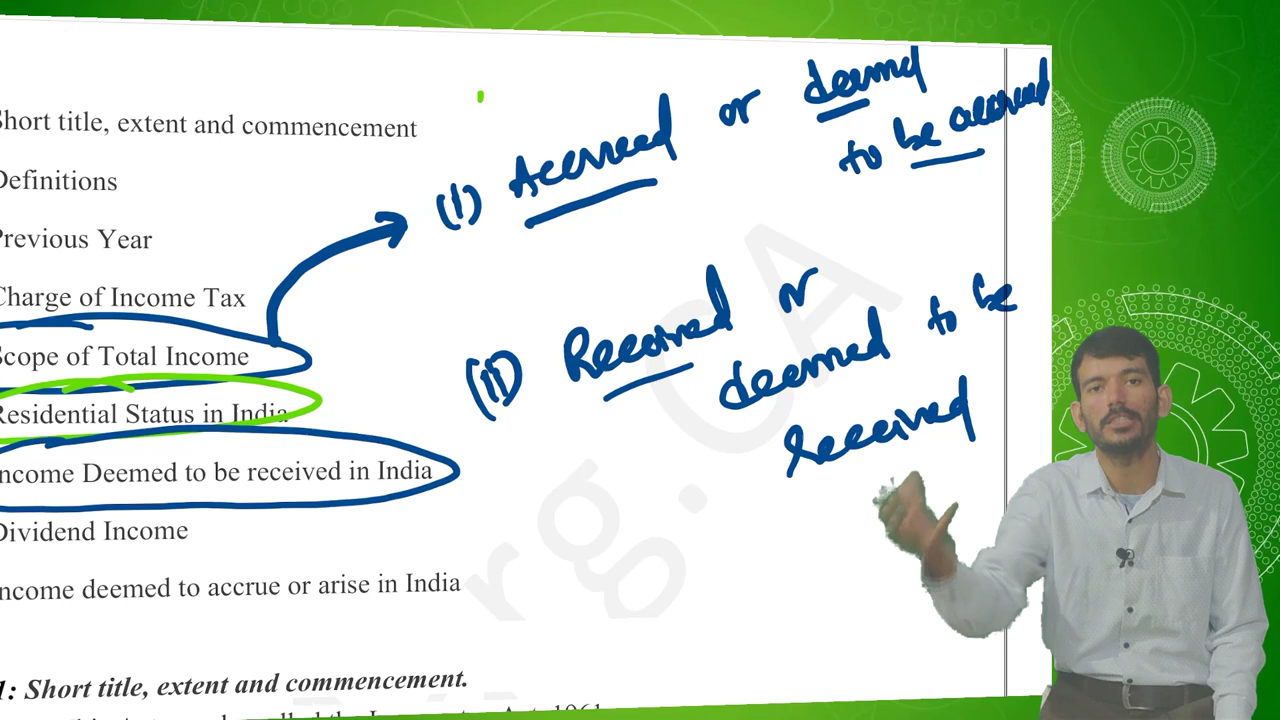 Short title, extent and commencement
Definitions
Previous Year
Charge of Income Tax
Scope of Total Income
Residential Status in India
Income Deemed to be received in India
Dividend Income
Income deemed to accrue or arise in India
(i) Accrued or deemed
to be accrued
(ii) Received or
deemed to be
received
rg.CA
1: Short title, extent and commencement.